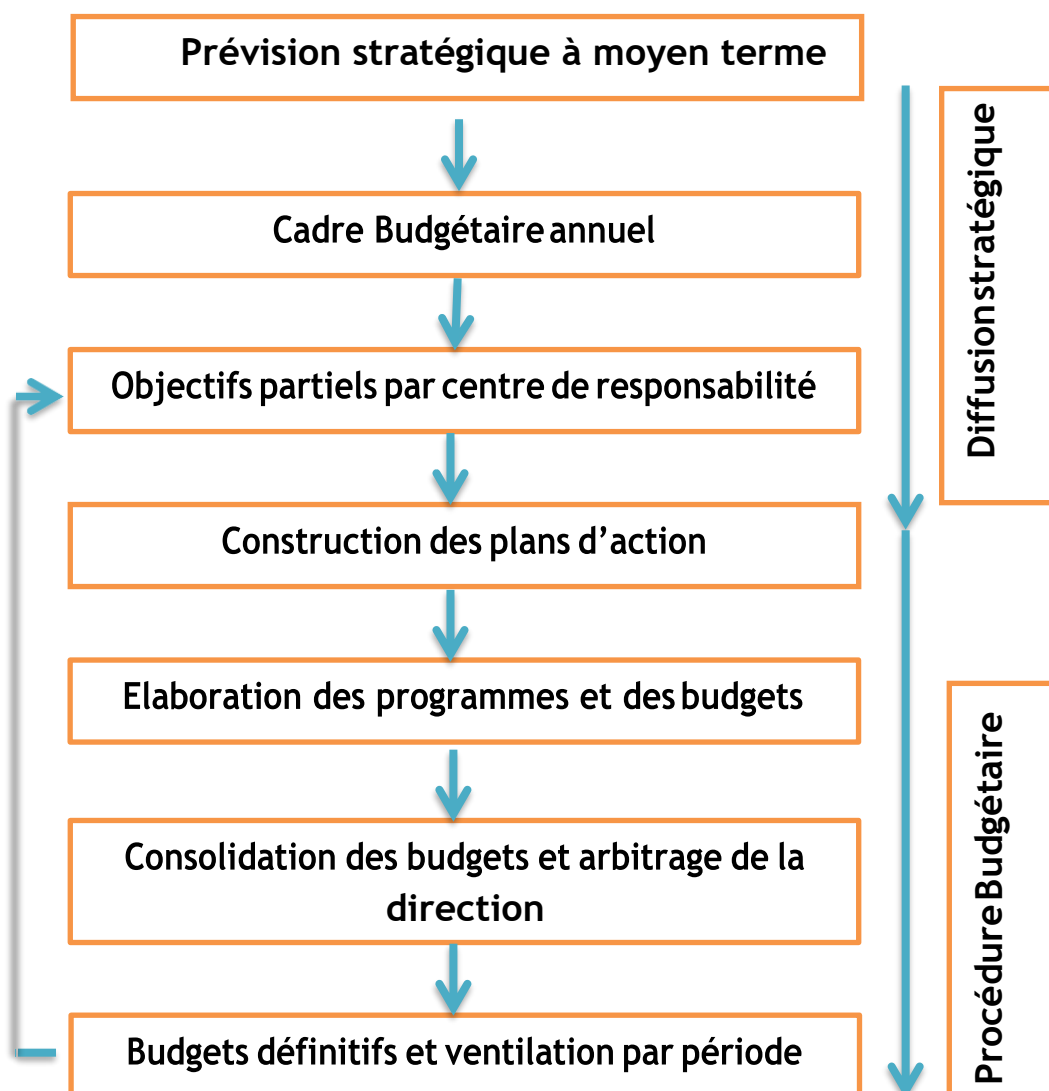 Prévision stratégique à moyen terme
Cadre Budgétaire annuel
Objectifs partiels par centre de responsabilité
Construction des plans d’action
Elaboration des programmes et des budgets
Consolidation des budgets et arbitrage de la
direction
Budgets définitifs et ventilation par période
Diffusion stratégique
Procédure Budgétaire